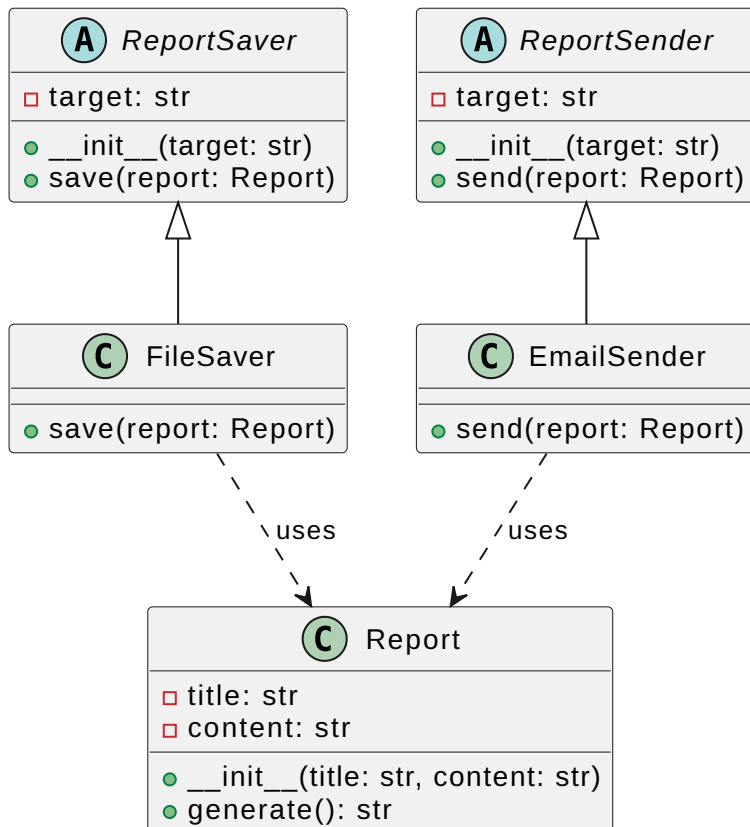 A ReportSaver
target: str
__init__(target: str)
save(report: Report)
A ReportSender
target: str
__init__(target: str)
send(report: Report)
C FileSaver
save(report: Report)
C EmailSender
send(report: Report)
uses
uses
C Report
title: str
content: str
__init__(title: str, content: str)
generate(): str